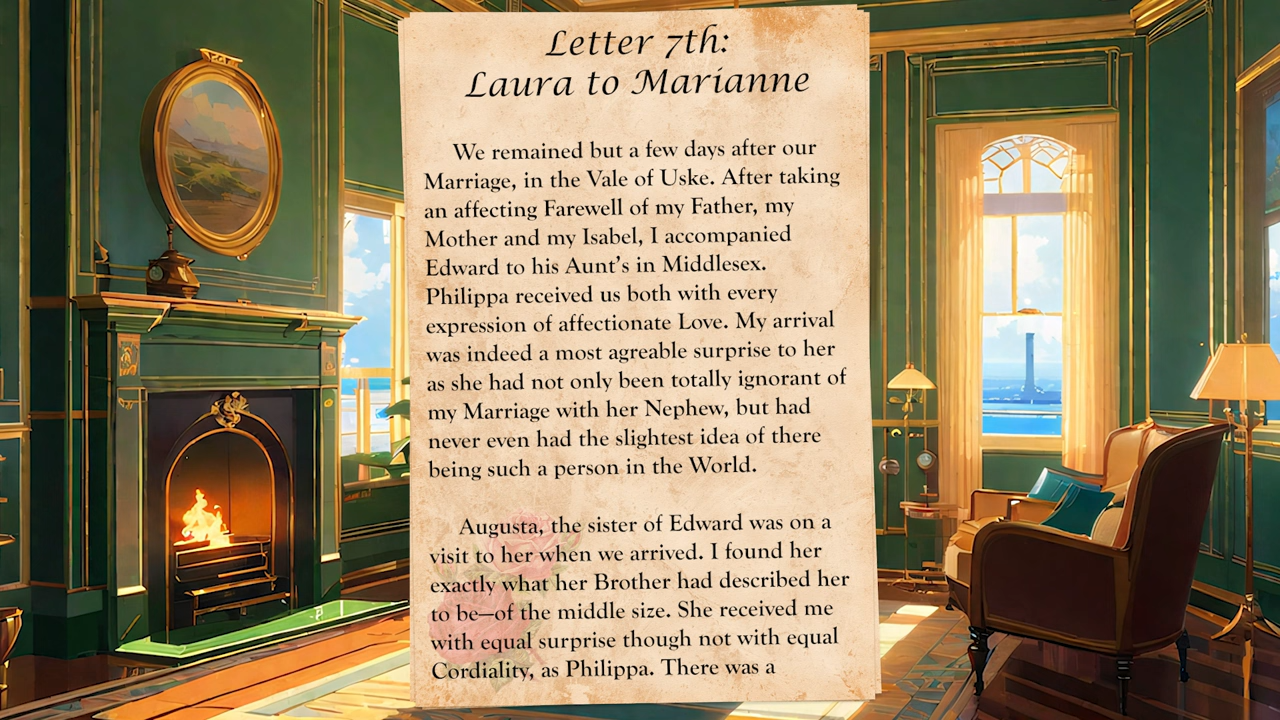 Letter 7th:
Laura to Marianne
We remained but a few days after our
Marriage, in the Vale of Uske. After taking
an affecting Farewell of my Father, my
Mother and my Isabel, I accompanied
Edward to his Aunt's in Middlesex.
Philippa received us both with every
expression of affectionate Love. My arrival
was indeed a most agreable surprise to her
as she had not only been totally ignorant of
my Marriage with her Nephew, but had
never even had the slightest idea of there
being such a person in the World.
Augusta, the sister of Edward was on a
visit to her when we arrived. I found her
exactly what her Brother had described her
to be—of the middle size. She received me
with equal surprise though not with equal
Cordiality, as Philippa. There was a